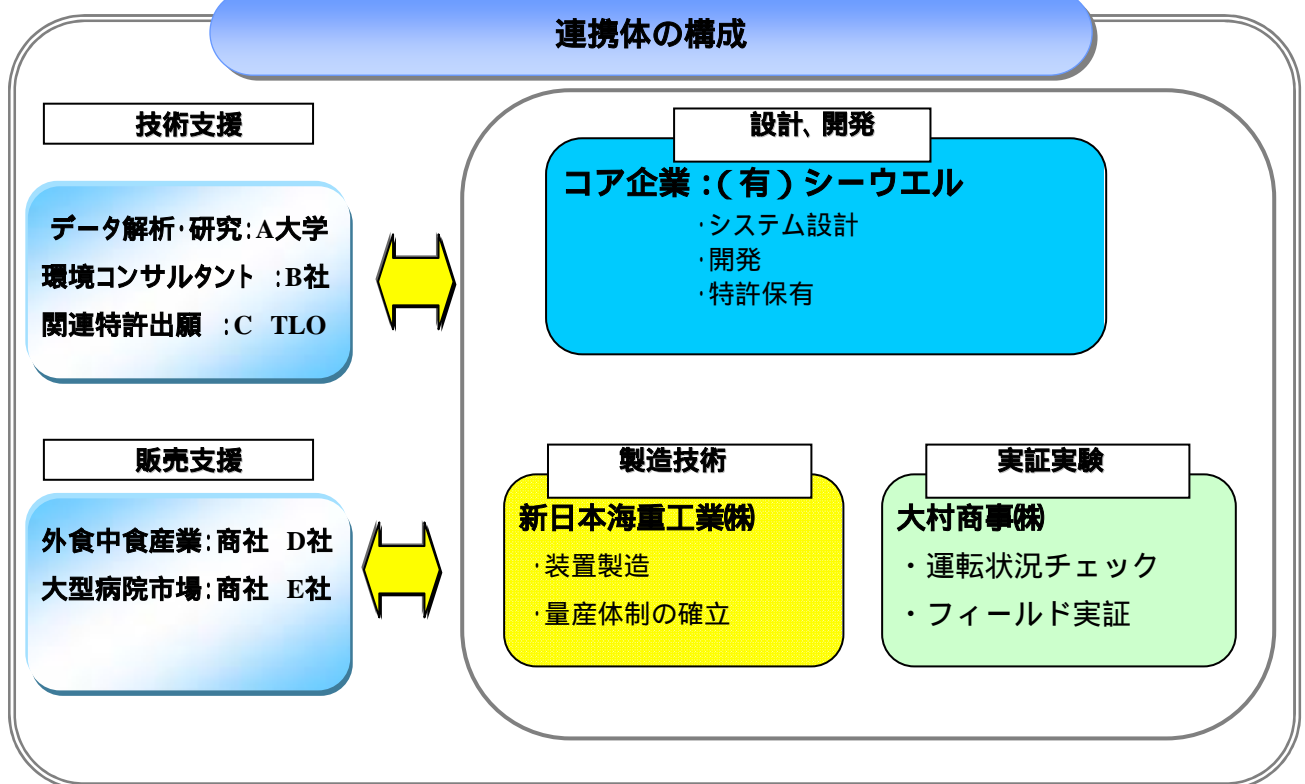 連携体の構成
技術支援
データ解析・研究：A大学
環境コンサルタント ：B社
関連特許出願 ：C TLO
販売支援
外食中食産業：商社 D社
大型病院市場：商社 E社
設計、開発
コア企業：（有）シーウエル
・システム設計
・開発
・特許保有
製造技術
新日本海重工業㈱
・装置製造
・量産体制の確立
実証実験
大村商事㈱
・運転状況チェック
・フィールド実証